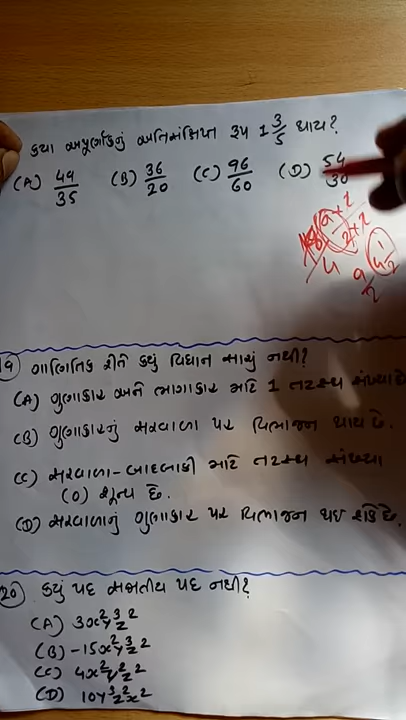 કયા અપૂર્ણાંકનું અતિસંક્ષિપ્ત રૂપ 1 3/5 થાય?
(A) 49/35 (B) 36/20 (C) 96/60 (D) 54/30
19 ગાણિતિક રીતે કયું વિધાન સાચું નથી?
(A) ગુણાકાર અને ભાગાકાર માટે 1 તટસ્થ સંખ્યા છે
(B) ગુણાકારનું સરવાળા પર વિભાજન થાય છે.
(C) સરવાળા-બાદબાકી માટે તટસ્થ સંખ્યા
(0) શૂન્ય છે.
(D) સરવાળાનું ગુણાકાર પર વિભાજન થઇ શકે છે.
20 કયું પદ સજાતીય પદ નથી?
(A) 3x²y³z²
(B) -15x²y³z²
(C) 4x²y²z²
(D) 10y³z²x²